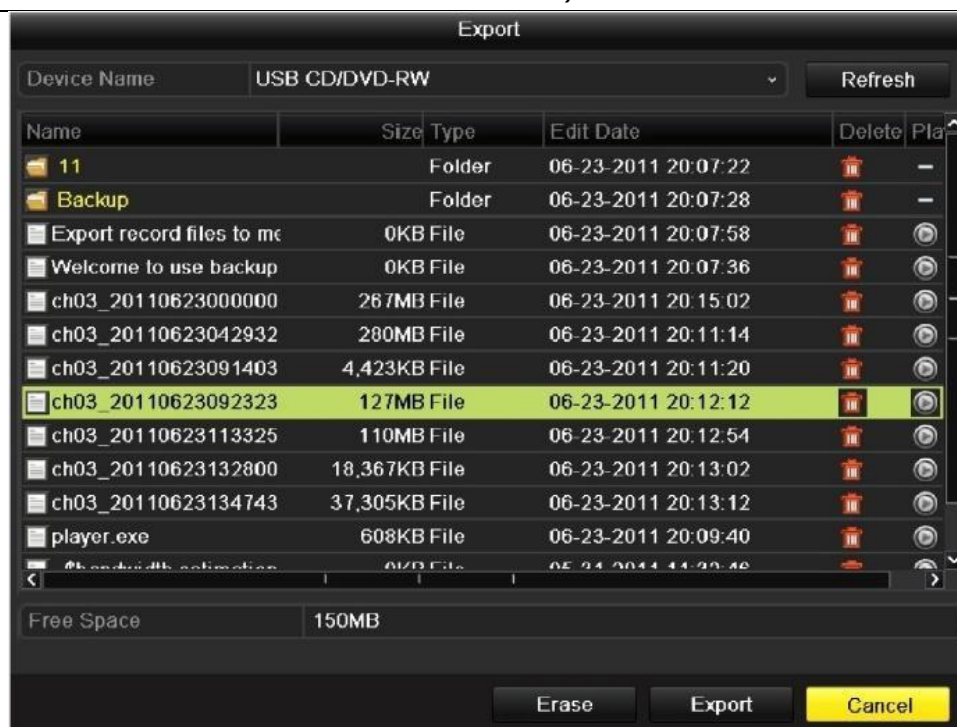 Export
Device Name USB CD/DVD-RW Refresh
Name Size Type Edit Date Delete Pla
11 Folder 06-23-2011 20:07:22
Backup Folder 06-23-2011 20:07:28
Export record files to me 0KB File 06-23-2011 20:07:58
Welcome to use backup 0KB File 06-23-2011 20:07:36
ch03_20110623000000 267MB File 06-23-2011 20:15:02
ch03_20110623042932 280MB File 06-23-2011 20:11:14
ch03_20110623091403 4,423KB File 06-23-2011 20:11:20
ch03_20110623092323 127MB File 06-23-2011 20:12:12
ch03_20110623113325 110MB File 06-23-2011 20:12:54
ch03_20110623132800 18,367KB File 06-23-2011 20:13:02
ch03_20110623134743 37,305KB File 06-23-2011 20:13:12
player.exe 608KB File 06-23-2011 20:09:40
Free Space 150MB
Erase Export Cancel